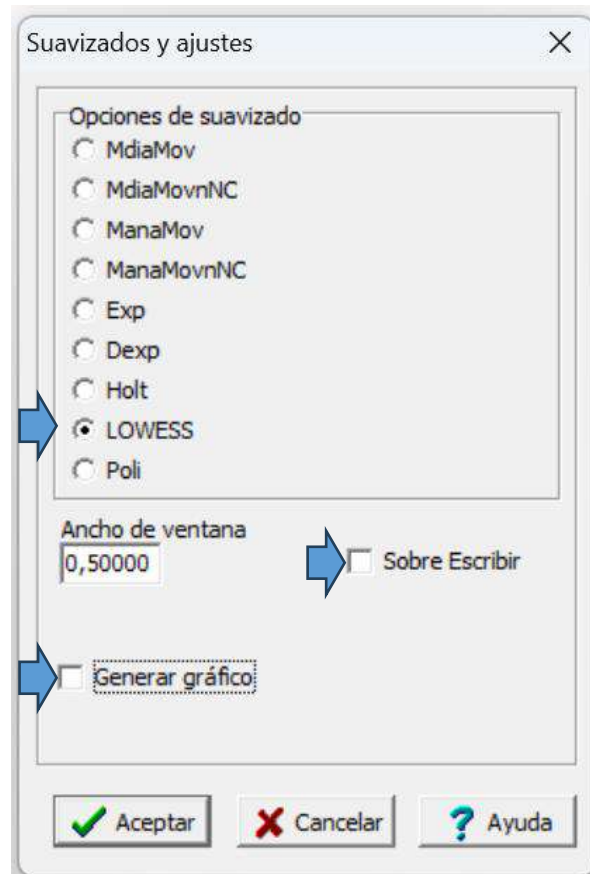 Suavizados y ajustes
Opciones de suavizado
MdiaMov
MdiaMovnNC
ManaMov
ManaMovnNC
Exp
Dexp
Holt
LOWESS
Poli
Ancho de ventana
0,50000
Sobre Escribir
Generar gráfico
Aceptar
Cancelar
? Ayuda